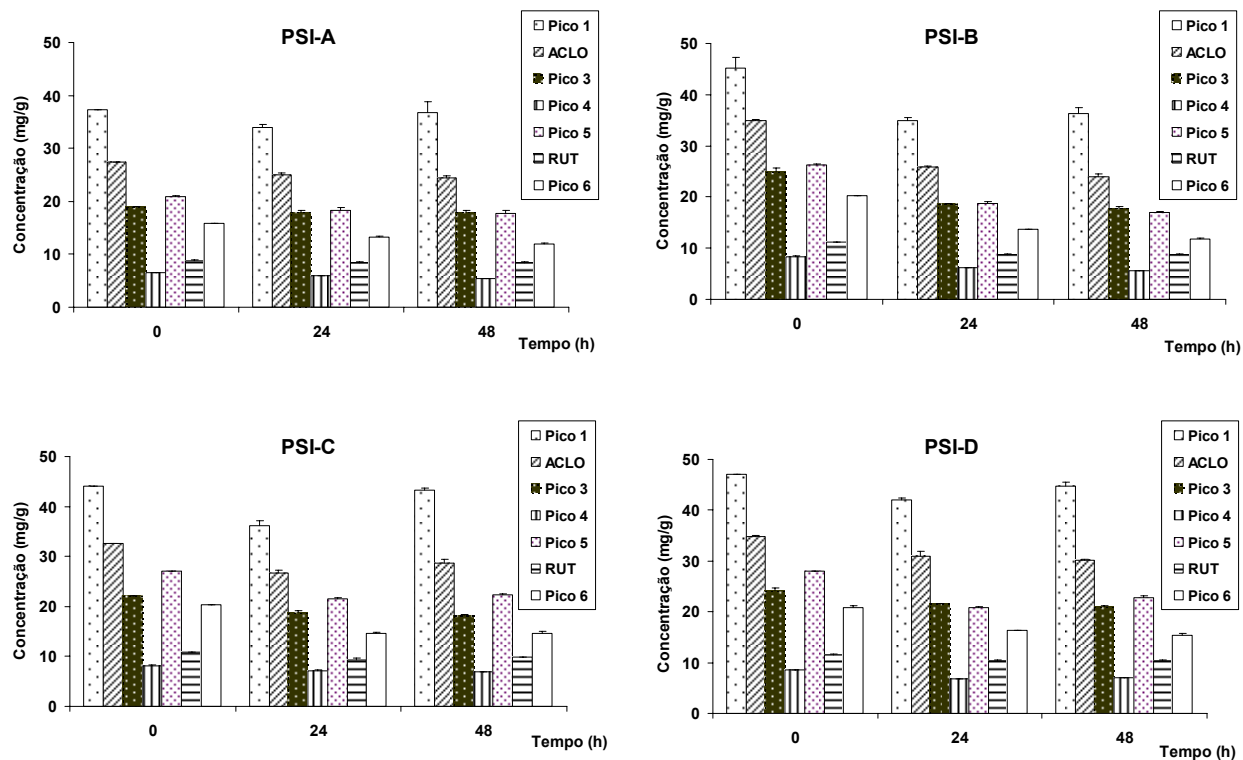 PSI-A
Concentração (mg/g)
50
40
30
20
10
0
0
24
48
Tempo (h)
Pico 1
ACLO
Pico 3
Pico 4
Pico 5
RUT
Pico 6
PSI-B
Concentração (mg/g)
50
40
30
20
10
0
0
24
48
Tempo (h)
Pico 1
ACLO
Pico 3
Pico 4
Pico 5
RUT
Pico 6
PSI-C
Concentração (mg/g)
50
40
30
20
10
0
0
24
48
Tempo (h)
Pico 1
ACLO
Pico 3
Pico 4
Pico 5
RUT
Pico 6
PSI-D
Concentração (mg/g)
50
40
30
20
10
0
0
24
48
Tempo (h)
Pico 1
ACLO
Pico 3
Pico 4
Pico 5
RUT
Pico 6